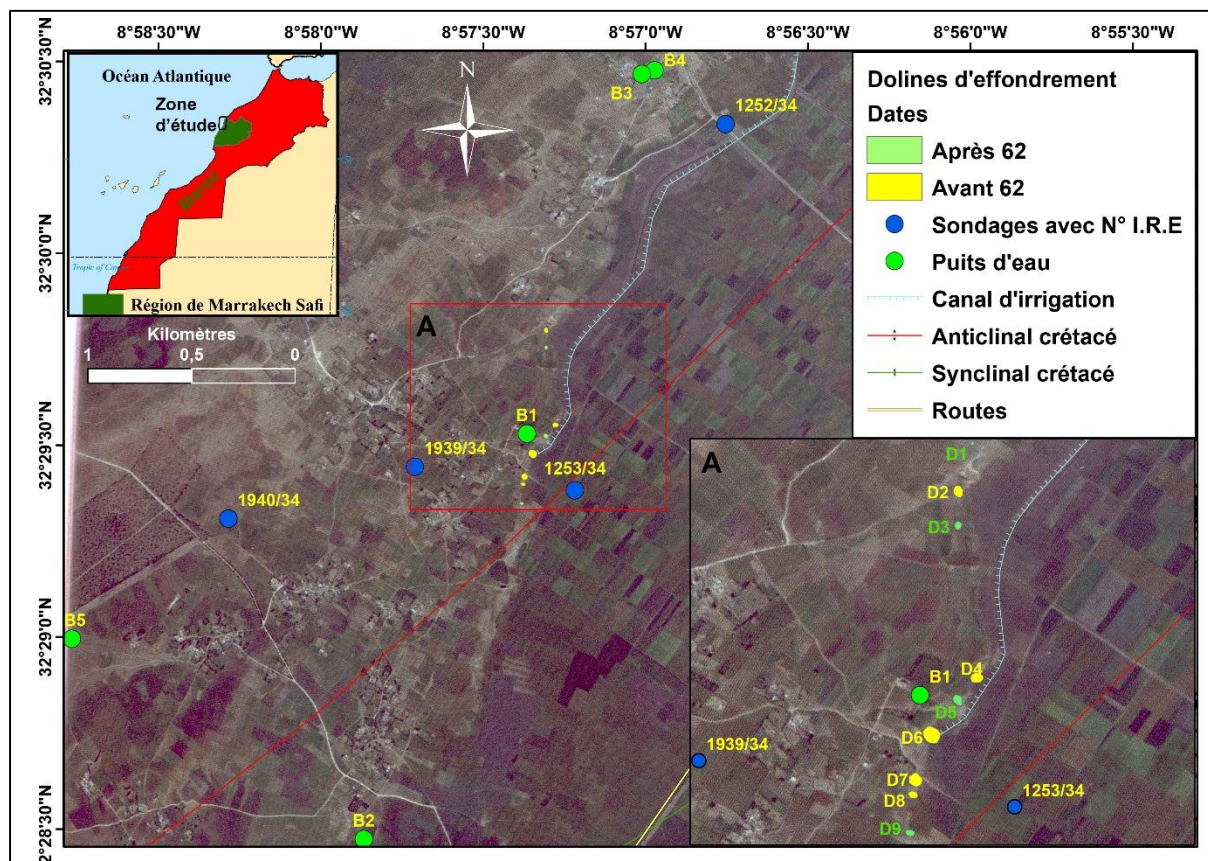 8°58'30"W 8°58'0"W 8°57'30"W 8°57'0"W 8°56'30"W 8°56'0"W 8°55'30"W
32°30'30"N
32°30'0"N
32°29'30"N
32°29'0"N
32°28'30"N
Océan Atlantique
Zone
d'étude
Maroc
Région de Marrakech Safi
Kilomètres
1 0,5 0
N
B4
B3
1252/34
A
B1
1939/34
1253/34
1940/34
B5
B2
Dolines d'effondrement
Dates
Après 62
Avant 62
Sondages avec N° I.R.E
Puits d'eau
Canal d'irrigation
Anticlinal crétacé
Synclinal crétacé
Routes
A
D1
D2
D3
B1
D4
D5
D6
1939/34
D7
D8
1253/34
D9